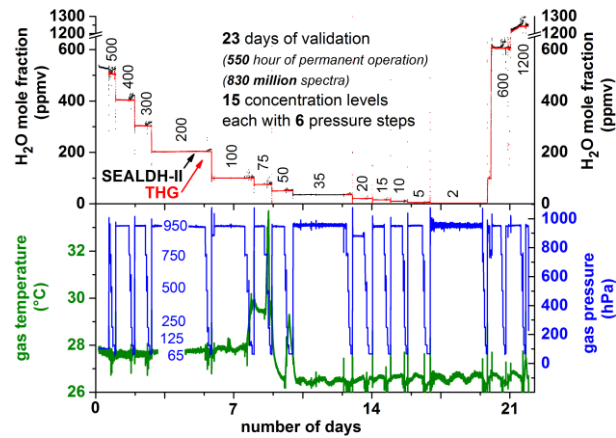 1300
1200
600
400
200
0
H2O mole fraction
(ppmv)
500
400
300
200
100
75
50
35
20
15
10
5
2
600
1200
23 days of validation
(550 hour of permanent operation)
(830 million spectra)
15 concentration levels
each with 6 pressure steps
SEALDH-II
THG
1300
1200
600
400
200
0
H2O mole fraction
(ppmv)
32
30
28
26
gas temperature
(°C)
950
750
500
250
125
65
1000
800
600
400
200
0
gas pressure
(hPa)
0
7
14
21
number of days